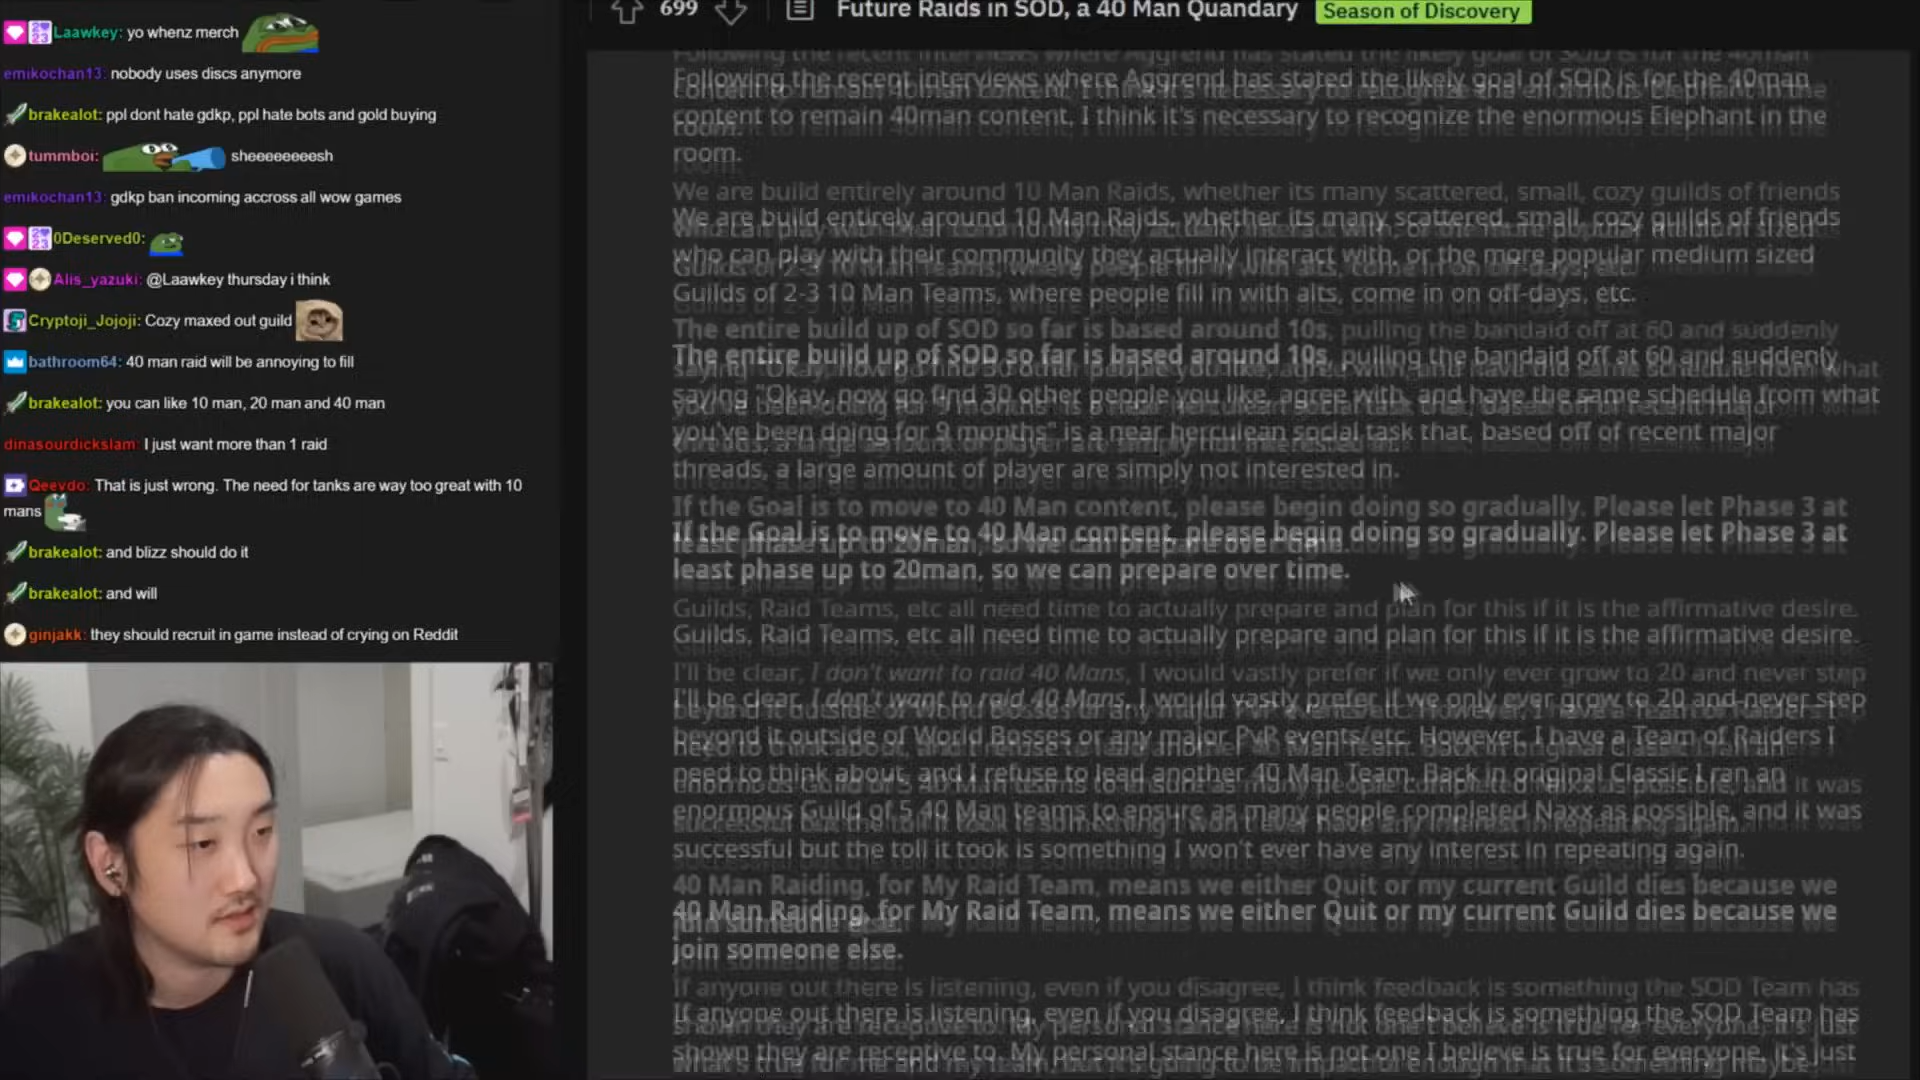 Laawkey: yo whenz merch
emikochan13: nobody uses discs anymore
brakealot: ppl dont hate gdkp, ppl hate bots and gold buying
tummboi: sheeeeeeeesh
emikochan13: gdkp ban incoming accross all wow games
0Deserved0:
Alis_yazuki: @Laawkey thursday i think
Cryptoji_Jojoji: Cozy maxed out guild
bathroom64: 40 man raid will be annoying to fill
brakealot: you can like 10 man, 20 man and 40 man
dinasourdickslam: I just want more than 1 raid
Qeevdo: That is just wrong. The need for tanks are way too great with 10
mans
brakealot: and blizz should do it
brakealot: and will
ginjakk: they should recruit in game instead of crying on Reddit
699
Future Raids in SOD, a 40 Man Quandary
Season of Discovery
Following the recent interviews where Aggrend has stated the likely goal of SOD is for the 40man
content to remain 40man content, I think it's necessary to recognize the enormous Elephant in the
room.
We are build entirely around 10 Man Raids, whether its many scattered, small, cozy guilds of friends
who can play with their community they actually interact with, or the more popular medium sized
Guilds of 2-3 10 Man Teams, where people fill in with alts, come in on off-days, etc.
The entire build up of SOD so far is based around 10s, pulling the bandaid off at 60 and suddenly
saying "Okay, now go find 30 other people you like, agree with, and have the same schedule from what
you've been doing for 9 months" is a near herculean social task that, based off of recent major
threads, a large amount of player are simply not interested in.
If the Goal is to move to 40 Man content, please begin doing so gradually. Please let Phase 3 at
least phase up to 20man, so we can prepare over time.
Guilds, Raid Teams, etc all need time to actually prepare and plan for this if it is the affirmative desire.
I'll be clear, I don't want to raid 40 Mans, I would vastly prefer if we only ever grow to 20 and never step
beyond it outside of World Bosses or any major PvP events/etc. However, I have a Team of Raiders I
need to think about, and I refuse to lead another 40 Man Team. Back in original Classic I ran an
enormous Guild of 5 40 Man teams to ensure as many people completed Naxx as possible, and it was
successful but the toll it took is something I won't ever have any interest in repeating again.
40 Man Raiding, for My Raid Team, means we either Quit or my current Guild dies because we
join someone else.
If anyone out there is listening, even if you disagree, I think feedback is something the SOD Team has
shown they are receptive to. My personal stance here is not one I believe is true for everyone, it's just